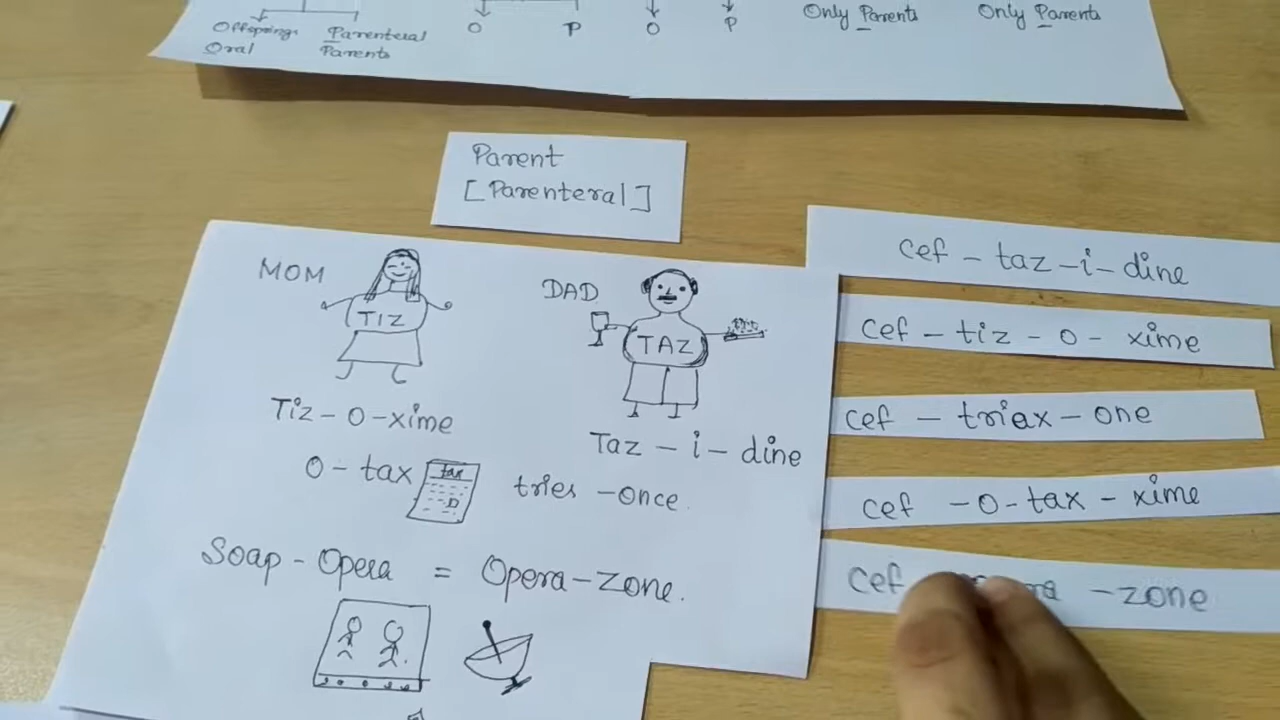 Offsprings
Oral
Parenteral
Parents
O
P
O
P
Only Parents
Only Parents
Parent
[Parenteral]
MOM
TIZ
Tiz - O - xime
DAD
TAZ
Taz - i - dine
O - tax
tax
tries - once.
Soap - Opera = Opera - Zone.
cef - taz - i - dine
cef - tiz - o - xime
cef - triax - one
cef - o - tax - xime
cef - zone